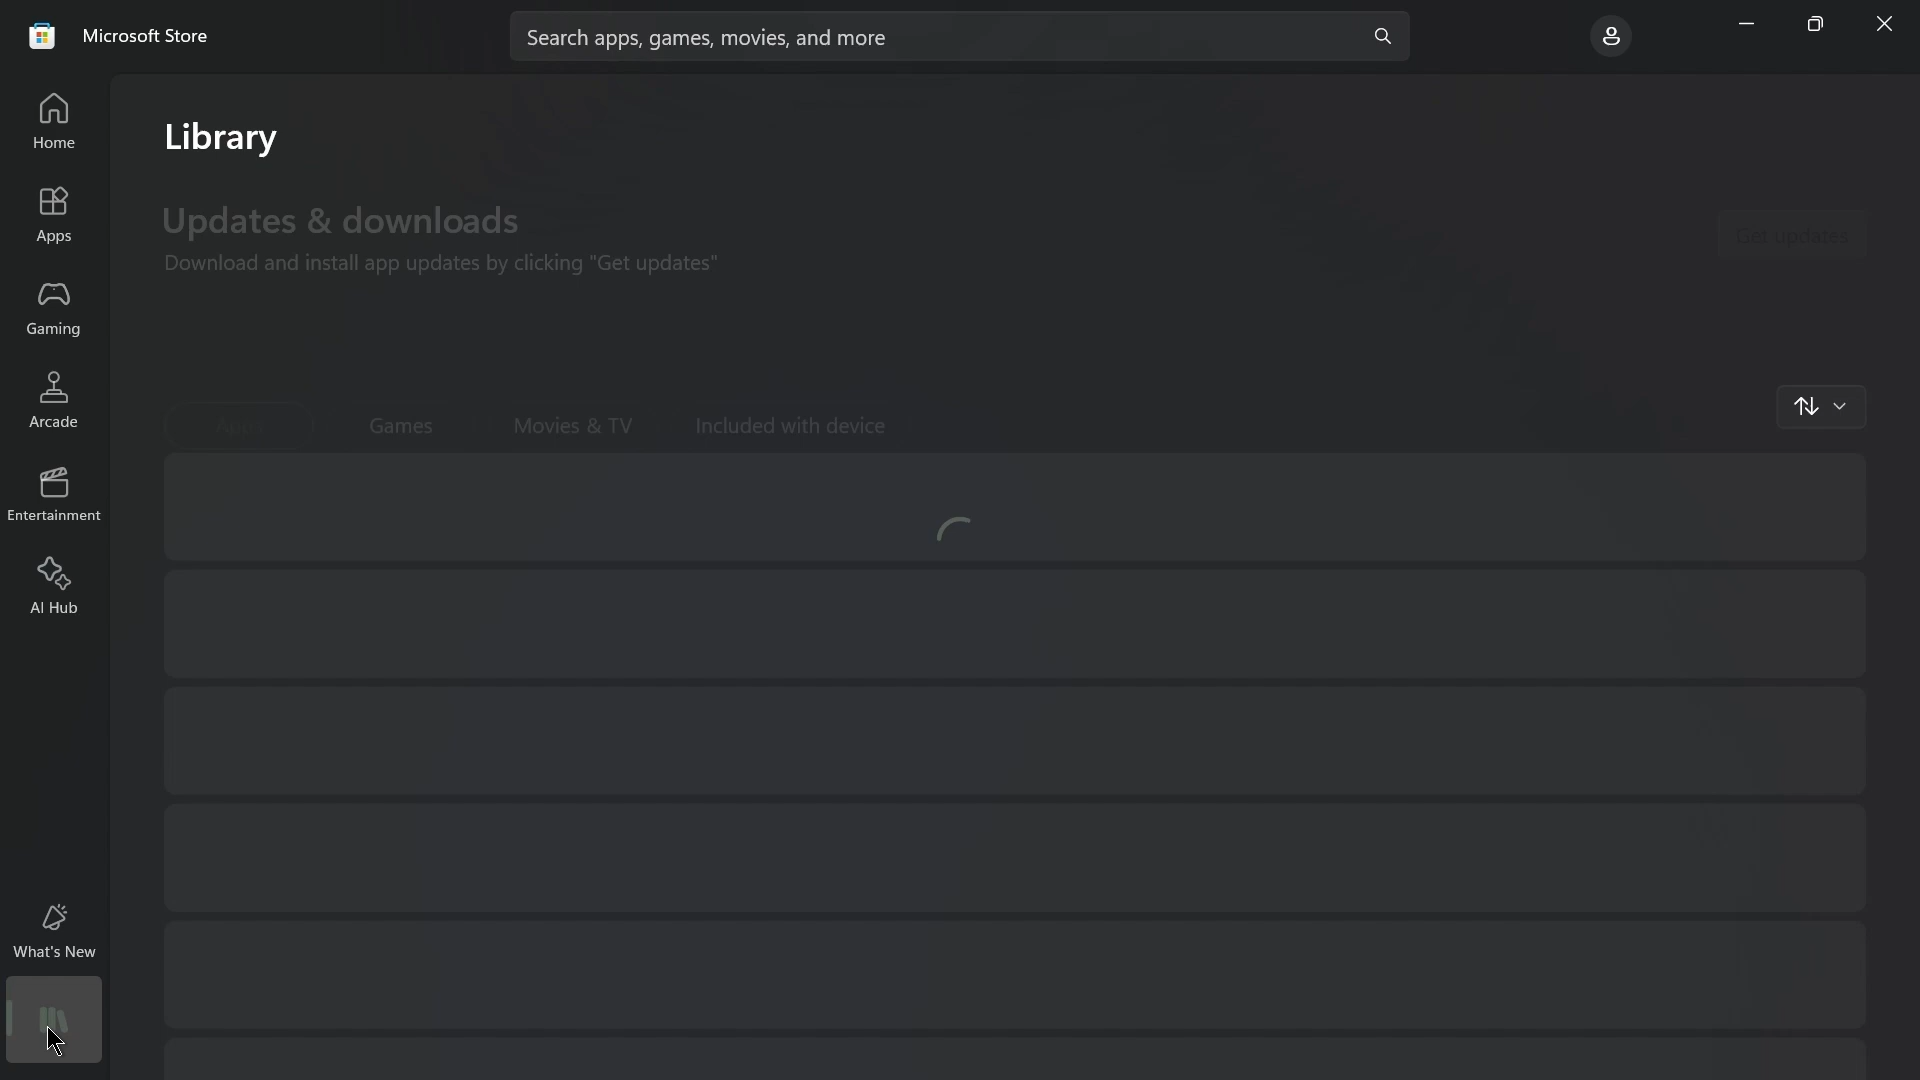 Microsoft Store
Search apps, games, movies, and more
Home
Apps
Gaming
Arcade
Entertainment
AI Hub
What's New
Library
Updates & downloads
Download and install app updates by clicking "Get updates"
Get updates
Apps
Games
Movies & TV
Included with device